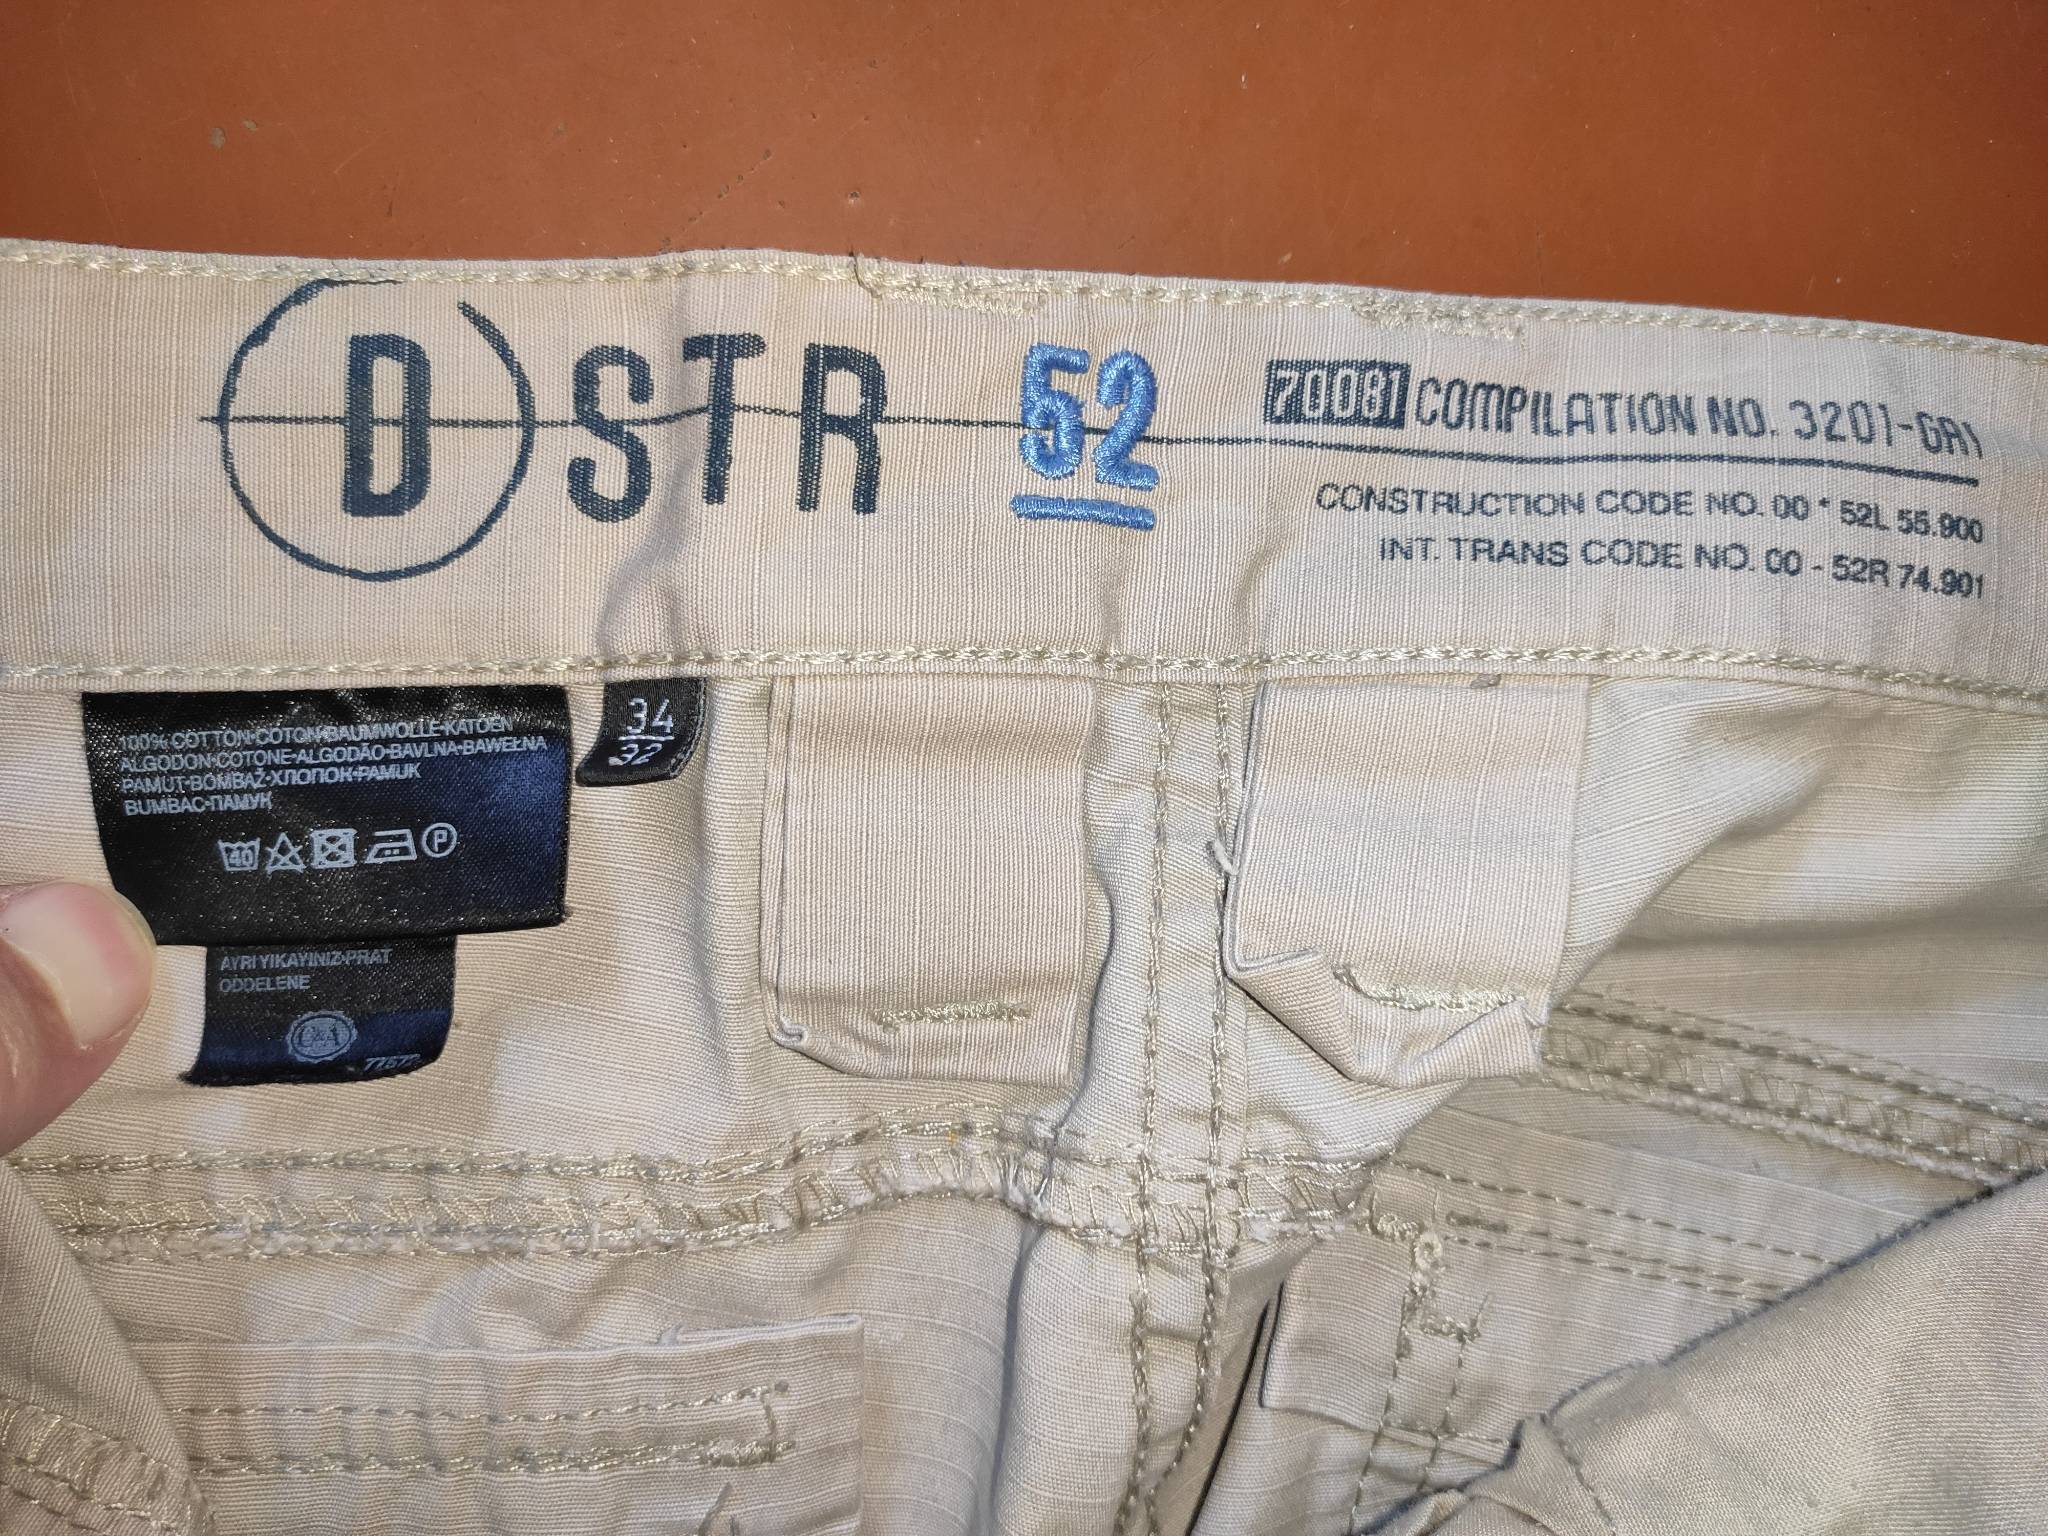 D STR 52
70081 COMPILATION NO. 3201-GA1
CONSTRUCTION CODE NO. 00 * 52L 55.900
INT. TRANS CODE NO. 00 - 52R 74.901
100% COTTON•COTON•BAUMWOLLE•KATOEN
ALGODON•COTONE•ALGODÃO•BAVLNA•BAWEŁNA
PAMUT•BOMBAŽ•ХЛОПОК•PAMUK
BUMBAC•ПАМУК
40 P
34
32
AYRI YIKAYINIZ•PRAT
ODDELENE
C&A